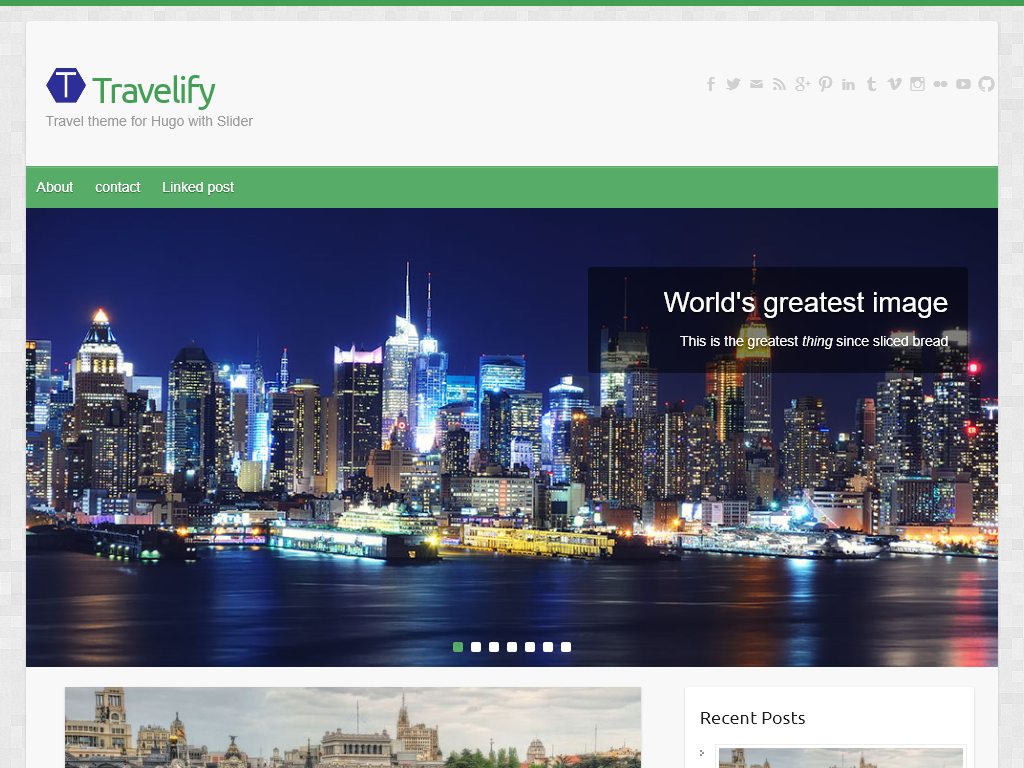 T Travelify
Travel theme for Hugo with Slider
About contact Linked post
World's greatest image
This is the greatest thing since sliced bread
Recent Posts